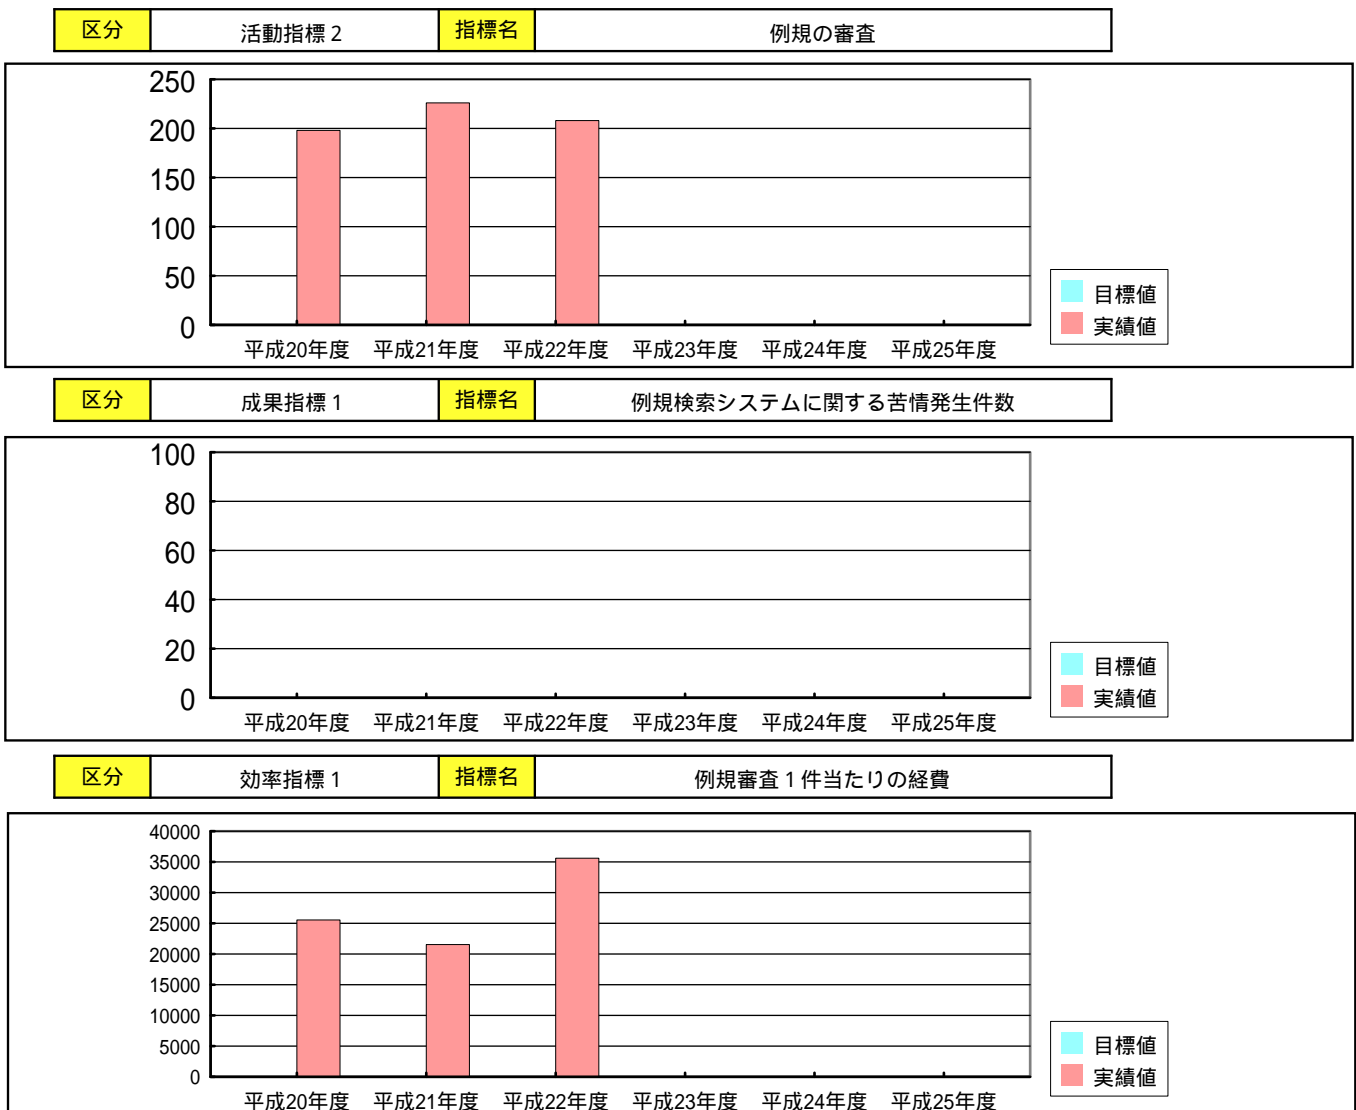 区分 活動指標２ 指標名 例規の審査
250
200
150
100
50
0
平成20年度 平成21年度 平成22年度 平成23年度 平成24年度 平成25年度
目標値
実績値
区分 成果指標１ 指標名 例規検索システムに関する苦情発生件数
100
80
60
40
20
0
平成20年度 平成21年度 平成22年度 平成23年度 平成24年度 平成25年度
目標値
実績値
区分 効率指標１ 指標名 例規審査１件当たりの経費
40000
35000
30000
25000
20000
15000
10000
5000
0
平成20年度 平成21年度 平成22年度 平成23年度 平成24年度 平成25年度
目標値
実績値